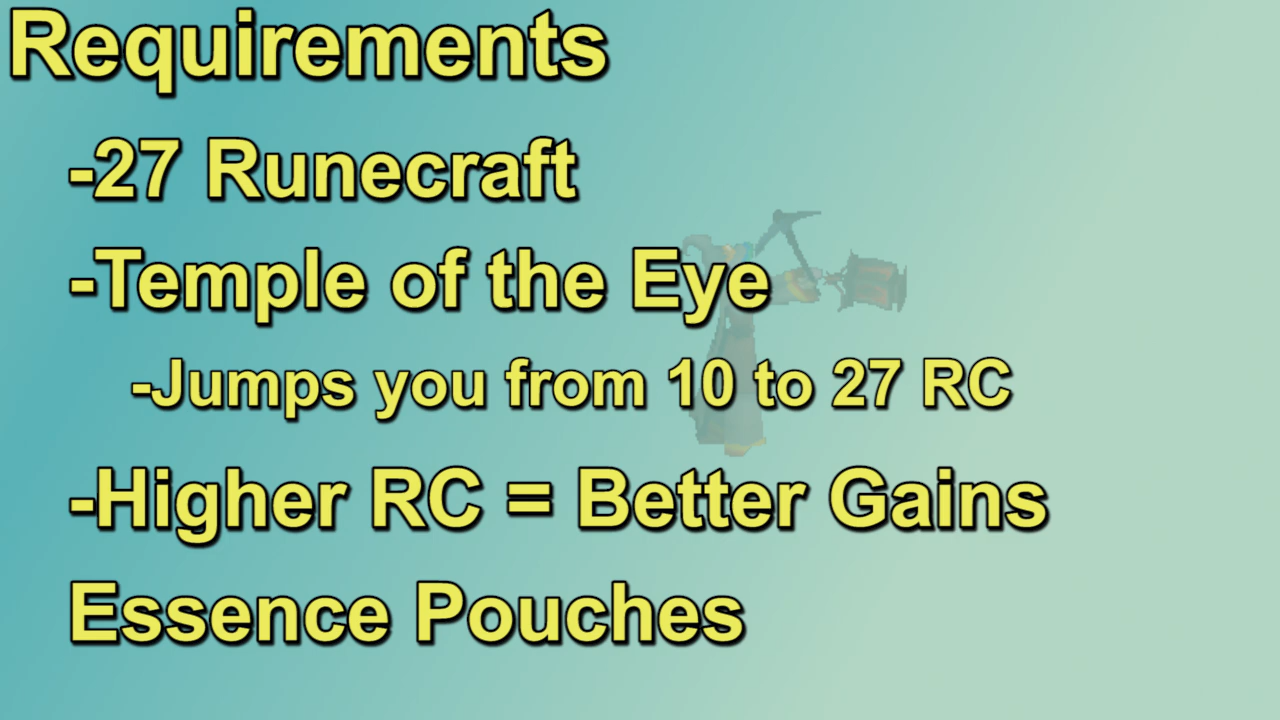 Requirements
-27 Runecraft
-Temple of the Eye
-Jumps you from 10 to 27 RC
-Higher RC = Better Gains
Essence Pouches